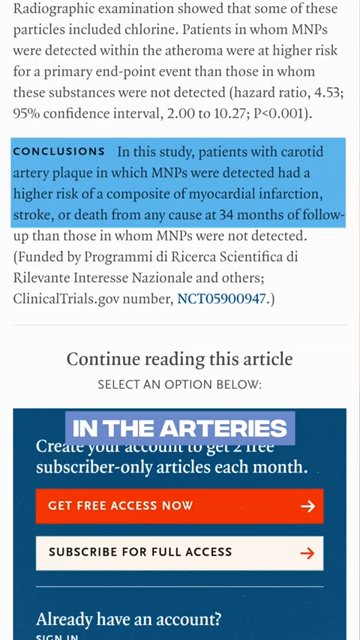 Radiographic examination showed that some of these
particles included chlorine. Patients in whom MNPs
were detected within the atheroma were at higher risk
for a primary end-point event than those in whom
these substances were not detected (hazard ratio, 4.53;
95% confidence interval, 2.00 to 10.27; P<0.001).
CONCLUSIONS In this study, patients with carotid
artery plaque in which MNPs were detected had a
higher risk of a composite of myocardial infarction,
stroke, or death from any cause at 34 months of follow-
up than those in whom MNPs were not detected.
(Funded by Programmi di Ricerca Scientifica di
Rilevante Interesse Nazionale and others;
ClinicalTrials.gov number, NCT05900947.)
Continue reading this article
SELECT AN OPTION BELOW:
IN THE ARTERIES
Create your account to get 2 free
subscriber-only articles each month.
GET FREE ACCESS NOW
SUBSCRIBE FOR FULL ACCESS
Already have an account?
SIGN IN